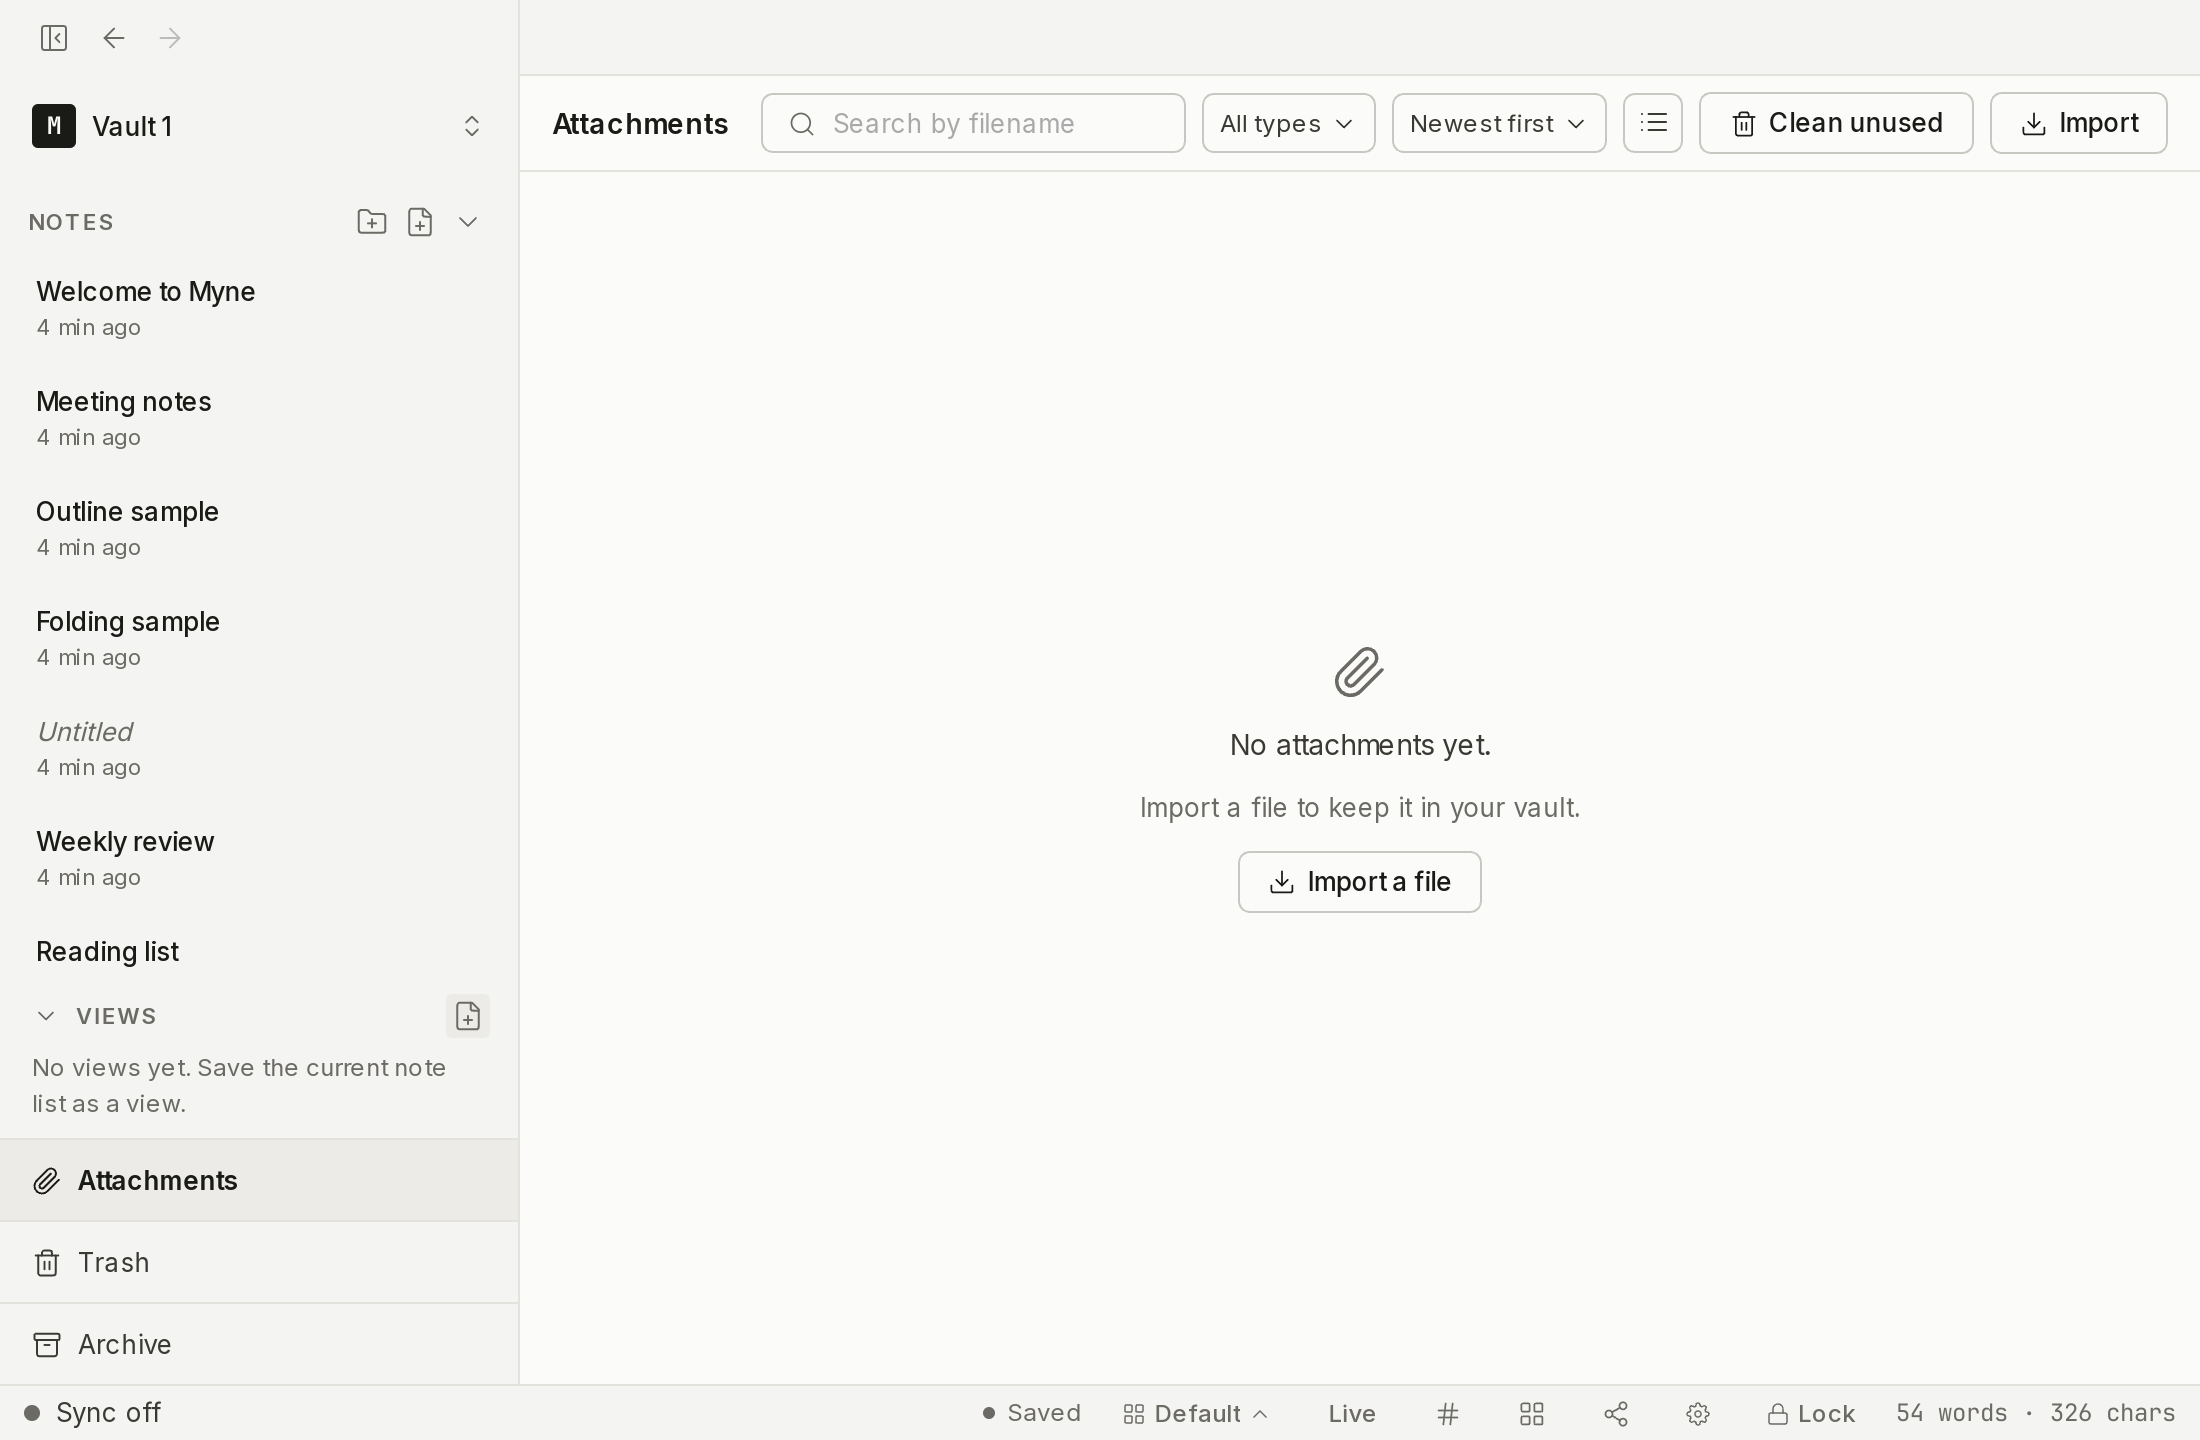 M Vault 1
NOTES
Welcome to Myne
4 min ago
Meeting notes
4 min ago
Outline sample
4 min ago
Folding sample
4 min ago
Untitled
4 min ago
Weekly review
4 min ago
Reading list
VIEWS
No views yet. Save the current note
list as a view.
Attachments
Trash
Archive
Attachments Search by filename All types Newest first Clean unused Import
No attachments yet.
Import a file to keep it in your vault.
Import a file
Sync off Saved Default Live # Lock 54 words · 326 chars